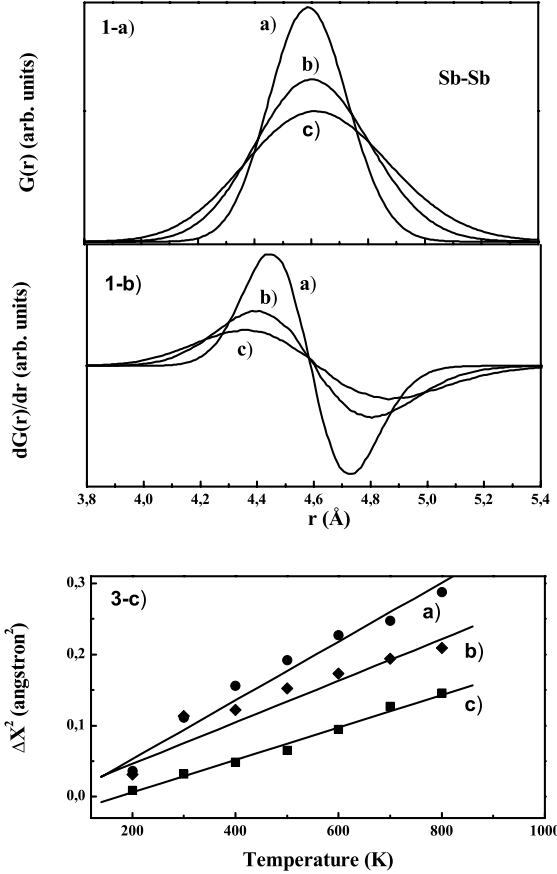 1-a)
a)
b)
c)
Sb-Sb
G(r) (arb. units)
1-b)
a)
b)
c)
dG(r)/dr (arb. units)
3,8 4,0 4,2 4,4 4,6 4,8 5,0 5,2 5,4
r (Å)
0,3
3-c)
a)
0,2
b)
c)
0,1
0,0
ΔX² (angstron²)
200 400 600 800 1000
Temperature (K)